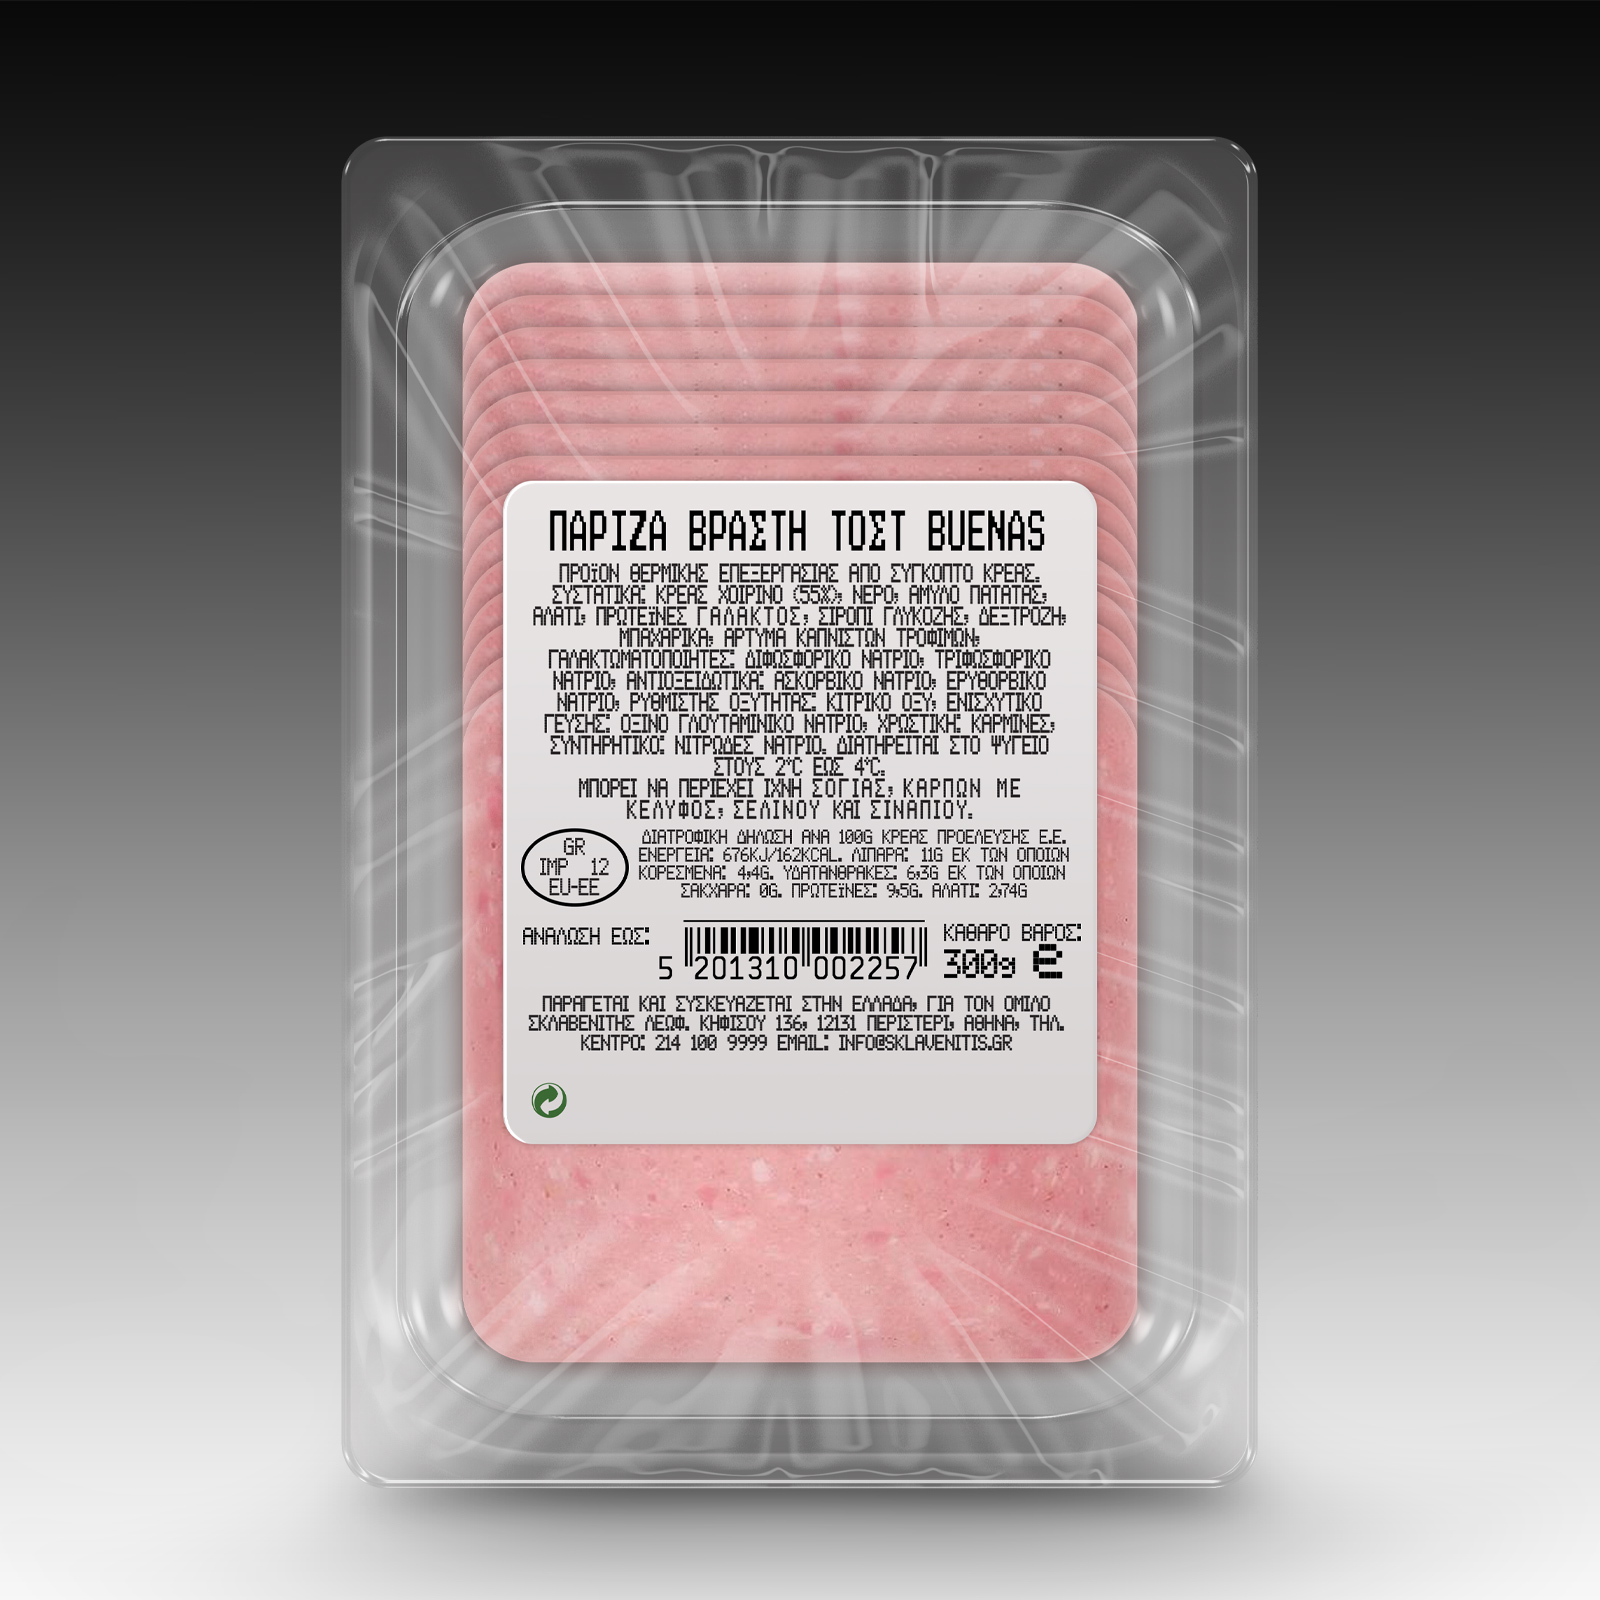 ΠΑΡΙΖΑ ΒΡΑΣΤΗ ΤΟΣΤ BUENAS
ΠΡΟϊΟΝ ΘΕΡΜΙΚΗΣ ΕΠΕΞΕΡΓΑΣΙΑΣ ΑΠΟ ΣΥΓΚΟΠΤΟ ΚΡΕΑΣ.
ΣΥΣΤΑΤΙΚΑ: ΚΡΕΑΣ ΧΟΙΡΙΝΟ (55%), ΝΕΡΟ, ΑΜΥΛΟ ΠΑΤΑΤΑΣ,
ΑΛΑΤΙ, ΠΡΩΤΕϊΝΕΣ ΓΑΛΑΚΤΟΣ, ΣΙΡΟΠΙ ΓΛΥΚΟΖΗΣ, ΔΕΞΤΡΟΖΗ,
ΜΠΑΧΑΡΙΚΑ, ΑΡΤΥΜΑ ΚΑΠΝΙΣΤΩΝ ΤΡΟΦΙΜΩΝ,
ΓΑΛΑΚΤΩΜΑΤΟΠΟΙΗΤΕΣ: ΔΙΦΩΣΦΟΡΙΚΟ ΝΑΤΡΙΟ, ΤΡΙΦΩΣΦΟΡΙΚΟ
ΝΑΤΡΙΟ, ΑΝΤΙΟΞΕΙΔΩΤΙΚΑ: ΑΣΚΟΡΒΙΚΟ ΝΑΤΡΙΟ, ΕΡΥΘΟΡΒΙΚΟ
ΝΑΤΡΙΟ, ΡΥΘΜΙΣΤΗΣ ΟΞΥΤΗΤΑΣ: ΚΙΤΡΙΚΟ ΟΞΥ, ΕΝΙΣΧΥΤΙΚΟ
ΓΕΥΣΗΣ: ΟΞΙΝΟ ΓΛΟΥΤΑΜΙΝΙΚΟ ΝΑΤΡΙΟ, ΧΡΩΣΤΙΚΗ: ΚΑΡΜΙΝΕΣ,
ΣΥΝΤΗΡΗΤΙΚΟ: ΝΙΤΡΩΔΕΣ ΝΑΤΡΙΟ. ΔΙΑΤΗΡΕΙΤΑΙ ΣΤΟ ΨΥΓΕΙΟ
ΣΤΟΥΣ 2°C ΕΩΣ 4°C.
ΜΠΟΡΕΙ ΝΑ ΠΕΡΙΕΧΕΙ ΙΧΝΗ ΣΟΓΙΑΣ, ΚΑΡΠΩΝ ΜΕ
ΚΕΛΥΦΟΣ, ΣΕΛΙΝΟΥ ΚΑΙ ΣΙΝΑΠΙΟΥ.
GR
IMP 12
EU-EE
ΔΙΑΤΡΟΦΙΚΗ ΔΗΛΩΣΗ ΑΝΑ 100G ΚΡΕΑΣ ΠΡΟΕΛΕΥΣΗΣ Ε.Ε.
ΕΝΕΡΓΕΙΑ: 676KJ/162KCAL. ΛΙΠΑΡΑ: 11G ΕΚ ΤΩΝ ΟΠΟΙΩΝ
ΚΟΡΕΣΜΕΝΑ: 4,4G. ΥΔΑΤΑΝΘΡΑΚΕΣ: 6,3G ΕΚ ΤΩΝ ΟΠΟΙΩΝ
ΣΑΚΧΑΡΑ: 0G. ΠΡΩΤΕϊΝΕΣ: 9,5G. ΑΛΑΤΙ: 2,74G
ΑΝΑΛΩΣΗ ΕΩΣ:
5 201310 002257
ΚΑΘΑΡΟ ΒΑΡΟΣ:
300g e
ΠΑΡΑΓΕΤΑΙ ΚΑΙ ΣΥΣΚΕΥΑΖΕΤΑΙ ΣΤΗΝ ΕΛΛΑΔΑ, ΓΙΑ ΤΟΝ ΟΜΙΛΟ
ΣΚΛΑΒΕΝΙΤΗΣ ΛΕΩΦ. ΚΗΦΙΣΟΥ 136, 12131 ΠΕΡΙΣΤΕΡΙ, ΑΘΗΝΑ, ΤΗΛ.
ΚΕΝΤΡΟ: 214 100 9999 EMAIL: INFO@SKLAVENITIS.GR